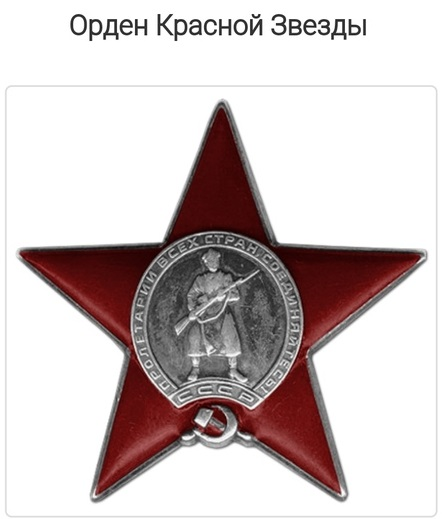 Орден Красной Звезды
ПРОЛЕТАРИИ ВСЕХ СТРАН СОЕДИНЯЙТЕСЬ!
СССР